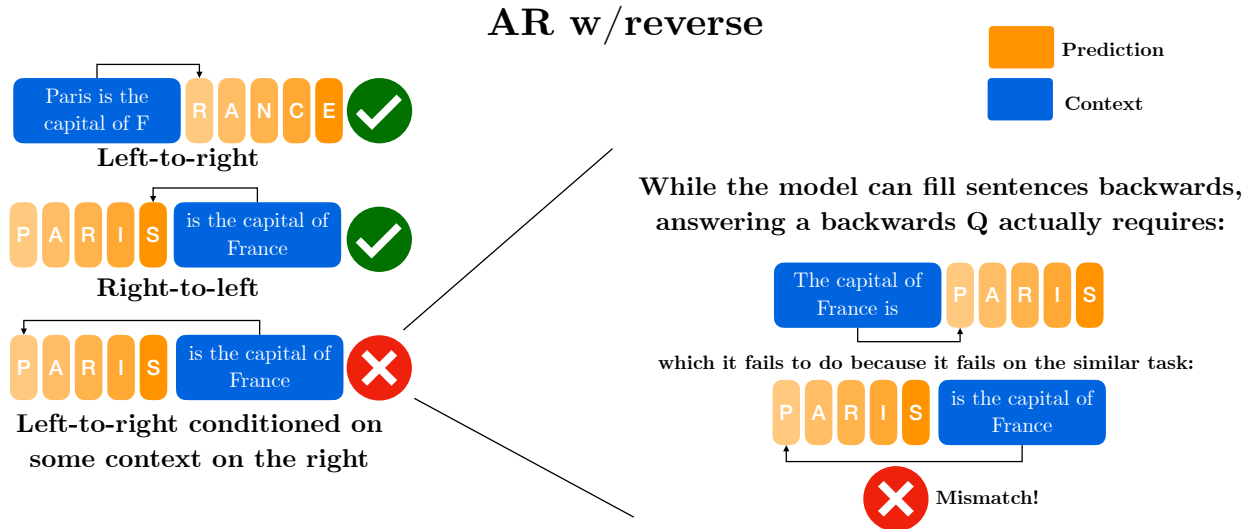 AR w/reverse
Prediction
Context
Paris is the
capital of F
R A N C E
Left-to-right
P A R I S
is the capital of
France
Right-to-left
P A R I S
is the capital of
France
Left-to-right conditioned on
some context on the right
While the model can fill sentences backwards,
answering a backwards Q actually requires:
The capital of
France is
P A R I S
which it fails to do because it fails on the similar task:
P A R I S
is the capital of
France
Mismatch!